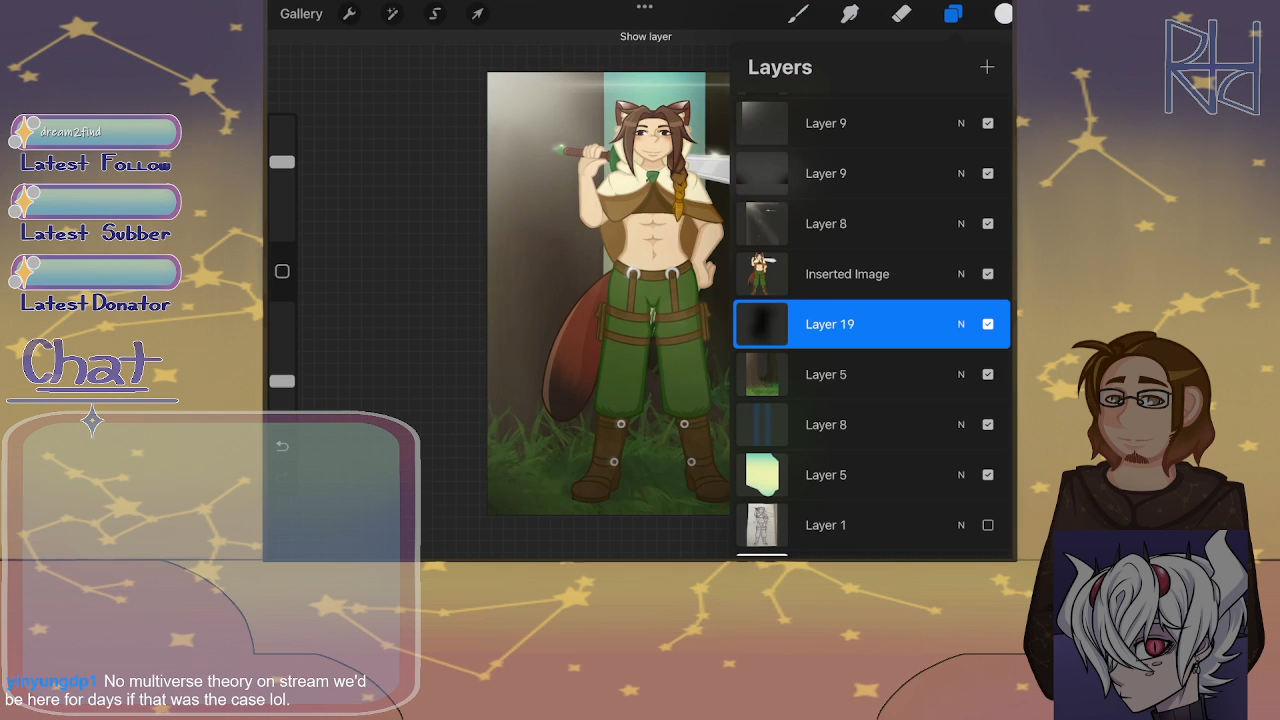 Gallery
Show layer
Layers
Layer 9 N
Layer 9 N
Layer 8 N
Inserted Image N
Layer 19 N
Layer 5 N
Layer 8 N
Layer 5 N
Layer 1 N
dream2find
Latest Follow
Latest Subber
Latest Donator
Chat
yinyungdp1 No multiverse theory on stream we'd
be here for days if that was the case lol.